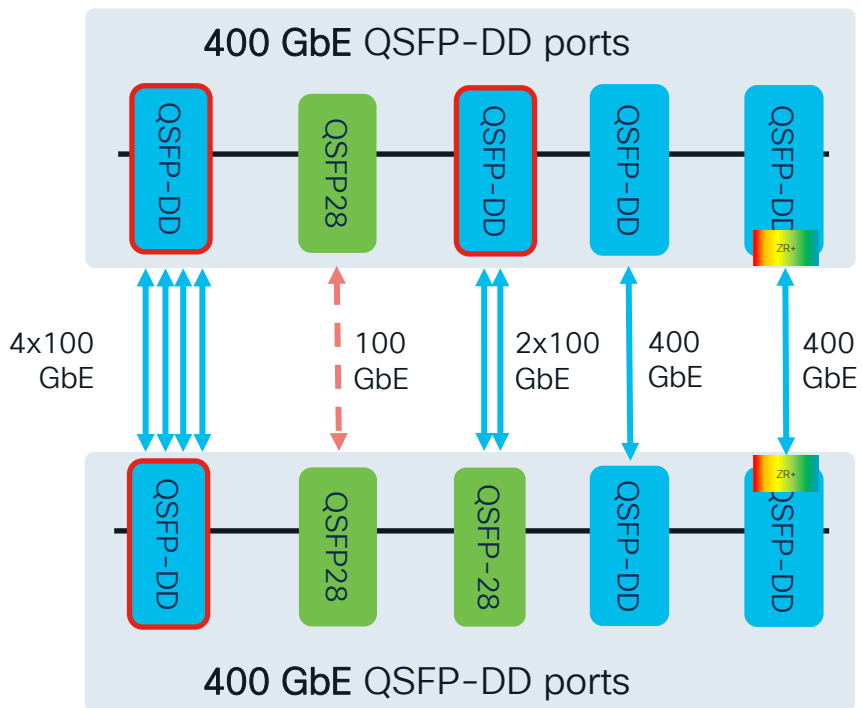 400 GbE QSFP-DD ports
QSFP-DD
QSFP28
QSFP-DD
QSFP-DD
QSFP-DD
ZR+
4x100
GbE
100
GbE
2x100
GbE
400
GbE
400
GbE
ZR+
QSFP-DD
QSFP28
QSFP-28
QSFP-DD
QSFP-DD
400 GbE QSFP-DD ports